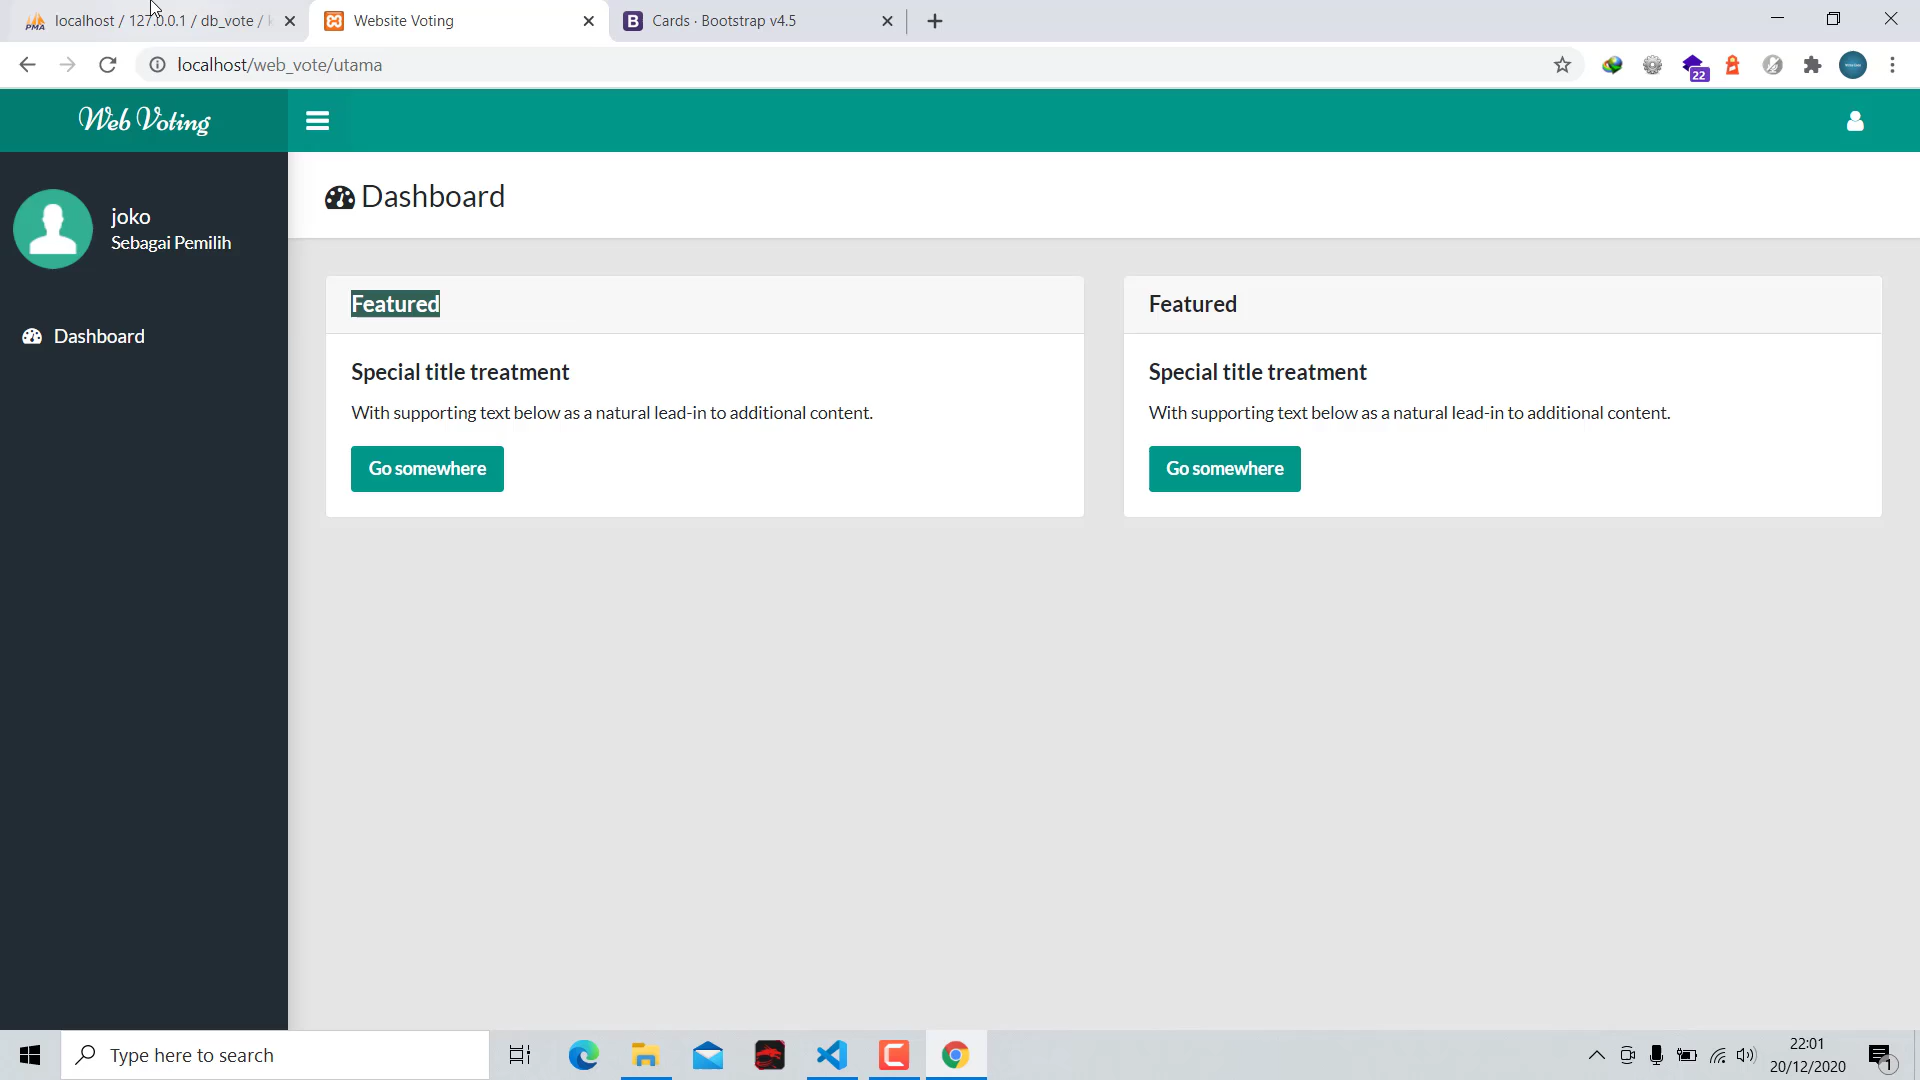 localhost / 127.0.0.1 / db_vote /
Website Voting
Cards · Bootstrap v4.5
localhost/web_vote/utama
22
Web Voting
Dashboard
joko
Sebagai Pemilih
Dashboard
Featured
Special title treatment
With supporting text below as a natural lead-in to additional content.
Go somewhere
Featured
Special title treatment
With supporting text below as a natural lead-in to additional content.
Go somewhere
Type here to search
22:01
20/12/2020
1